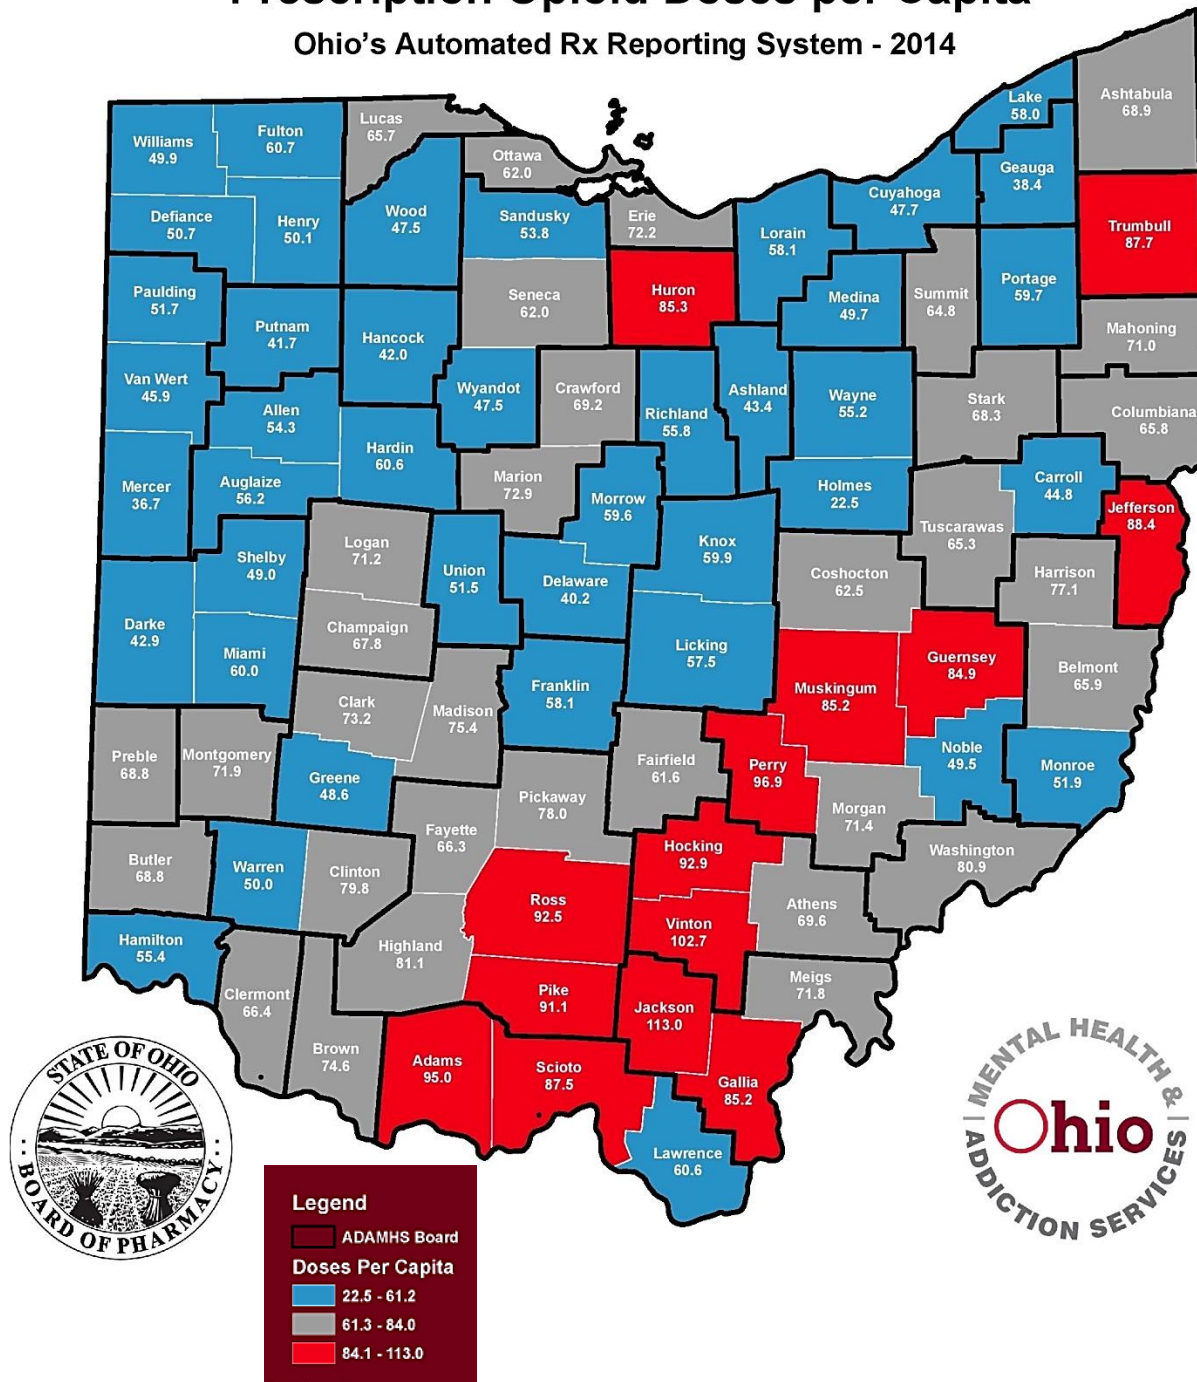 Prescription Opioid Doses per Capita
Ohio's Automated Rx Reporting System - 2014
Williams
49.9
Fulton
60.7
Lucas
65.7
Ottawa
62.0
Lake
58.0
Ashtabula
68.9
Geauga
38.4
Cuyahoga
47.7
Defiance
50.7
Henry
50.1
Wood
47.5
Sandusky
53.8
Erie
72.2
Lorain
58.1
Trumbull
87.7
Paulding
51.7
Putnam
41.7
Hancock
42.0
Seneca
62.0
Huron
85.3
Medina
49.7
Summit
64.8
Portage
59.7
Mahoning
71.0
Van Wert
45.9
Allen
54.3
Wyandot
47.5
Crawford
69.2
Richland
55.8
Ashland
43.4
Wayne
55.2
Stark
68.3
Columbiana
65.8
Mercer
36.7
Auglaize
56.2
Hardin
60.6
Marion
72.9
Morrow
59.6
Holmes
22.5
Carroll
44.8
Jefferson
88.4
Tuscarawas
65.3
Shelby
49.0
Logan
71.2
Union
51.5
Delaware
40.2
Knox
59.9
Coshocton
62.5
Harrison
77.1
Darke
42.9
Miami
60.0
Champaign
67.8
Franklin
58.1
Licking
57.5
Muskingum
85.2
Guernsey
84.9
Belmont
65.9
Clark
73.2
Madison
75.4
Preble
68.8
Montgomery
71.9
Greene
48.6
Fairfield
61.6
Perry
96.9
Noble
49.5
Monroe
51.9
Pickaway
78.0
Morgan
71.4
Fayette
66.3
Hocking
92.9
Washington
80.9
Butler
68.8
Warren
50.0
Clinton
79.8
Ross
92.5
Vinton
102.7
Athens
69.6
Hamilton
55.4
Highland
81.1
Clermont
66.4
Pike
91.1
Jackson
113.0
Meigs
71.8
Brown
74.6
Adams
95.0
Scioto
87.5
Gallia
85.2
Lawrence
60.6
STATE OF OHIO
BOARD OF PHARMACY
MENTAL HEALTH &
Ohio
ADDICTION SERVICES
Legend
ADAMHS Board
Doses Per Capita
22.5 - 61.2
61.3 - 84.0
84.1 - 113.0